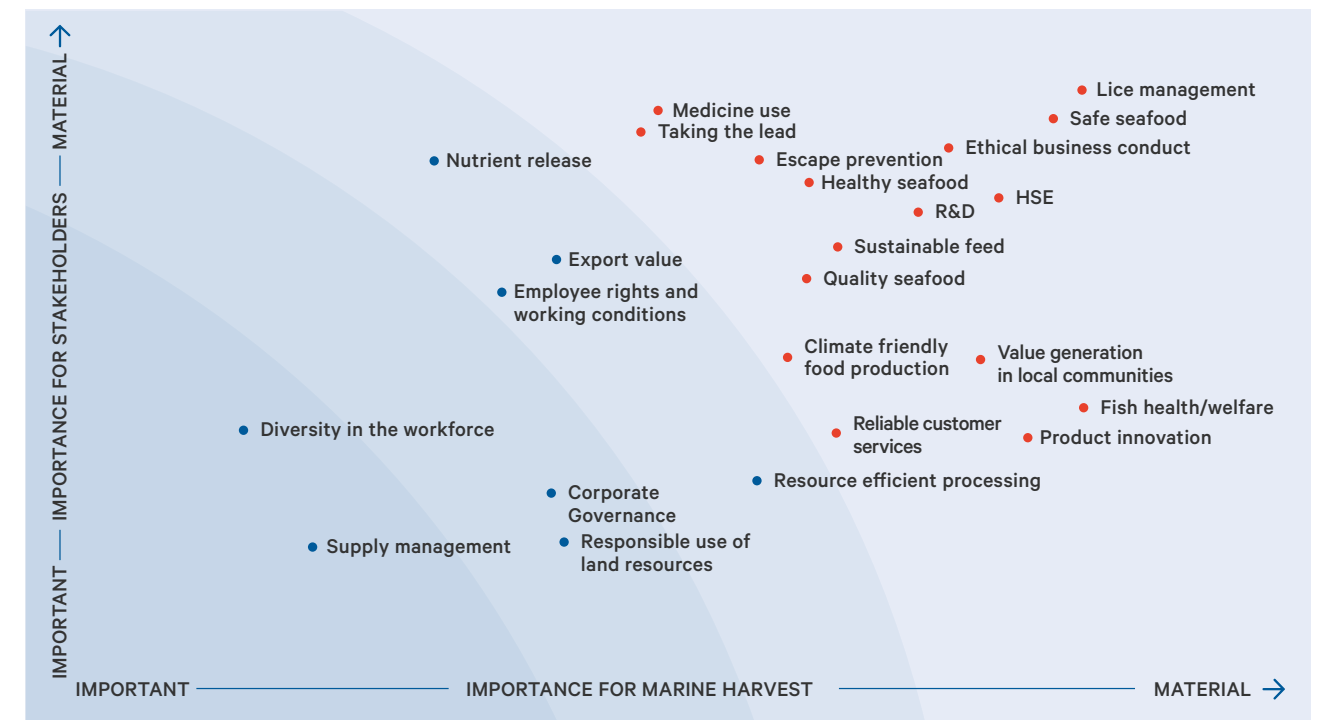 MATERIAL
IMPORTANCE FOR STAKEHOLDERS
IMPORTANT
Lice management
Medicine use
Safe seafood
Taking the lead
Ethical business conduct
Nutrient release
Escape prevention
Healthy seafood
HSE
R&D
Sustainable feed
Export value
Quality seafood
Employee rights and
working conditions
Climate friendly
food production
Value generation
in local communities
Fish health/welfare
Diversity in the workforce
Reliable customer
services
Product innovation
Resource efficient processing
Corporate
Governance
Supply management
Responsible use of
land resources
IMPORTANT
IMPORTANCE FOR MARINE HARVEST
MATERIAL